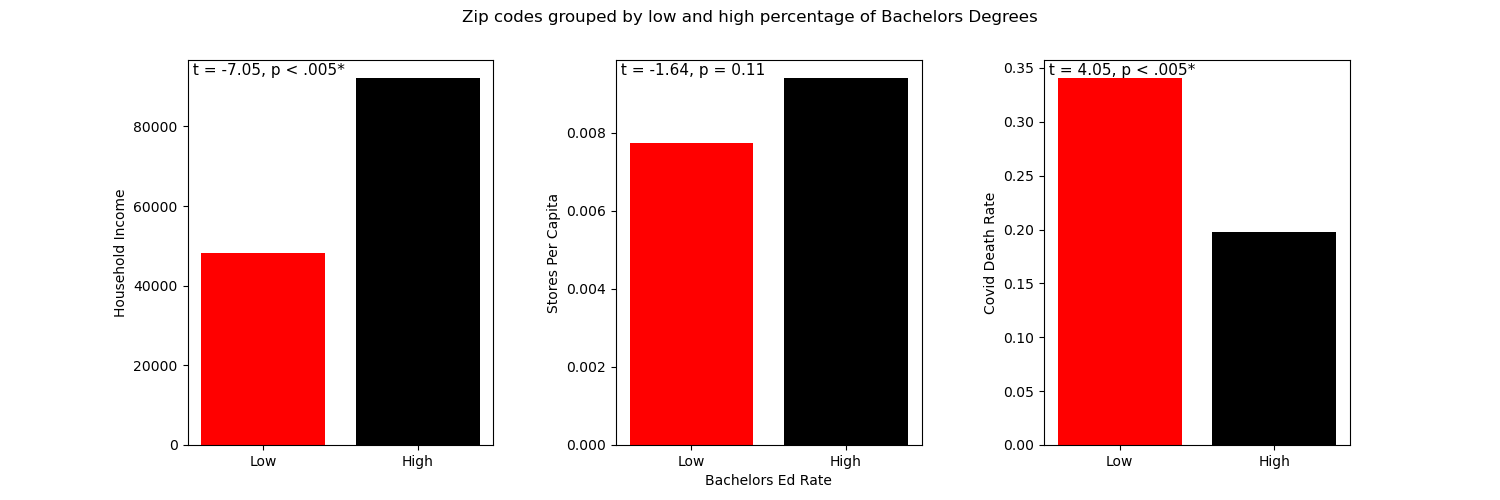 Zip codes grouped by low and high percentage of Bachelors Degrees
t = -7.05, p < .005*
80000
60000
40000
20000
0
Household Income
Low
High
t = -1.64, p = 0.11
0.008
0.006
0.004
0.002
0.000
Stores Per Capita
Low
High
Bachelors Ed Rate
t = 4.05, p < .005*
0.35
0.30
0.25
0.20
0.15
0.10
0.05
0.00
Covid Death Rate
Low
High